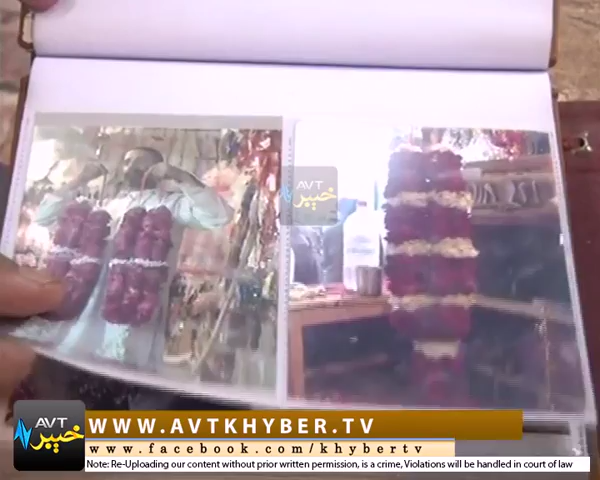 AVT
خیبر
AVT
خیبر
WWW.AVTKHYBER.TV
www.facebook.com/khybertv
Note: Re-Uploading our content without prior written permission, is a crime, Violations will be handled in court of law